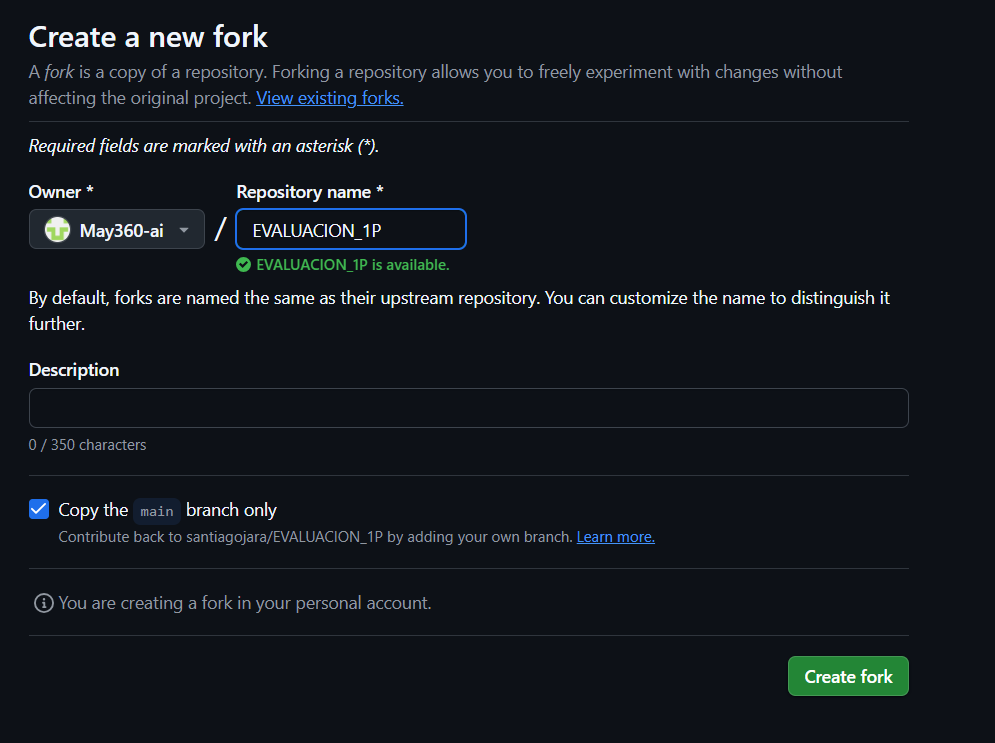 Create a new fork
A fork is a copy of a repository. Forking a repository allows you to freely experiment with changes without
affecting the original project. View existing forks.
Required fields are marked with an asterisk (*).
Owner *
Repository name *
May360-ai
/
EVALUACION_1P
EVALUACION_1P is available.
By default, forks are named the same as their upstream repository. You can customize the name to distinguish it
further.
Description
0 / 350 characters
Copy the main branch only
Contribute back to santiagojara/EVALUACION_1P by adding your own branch. Learn more.
You are creating a fork in your personal account.
Create fork